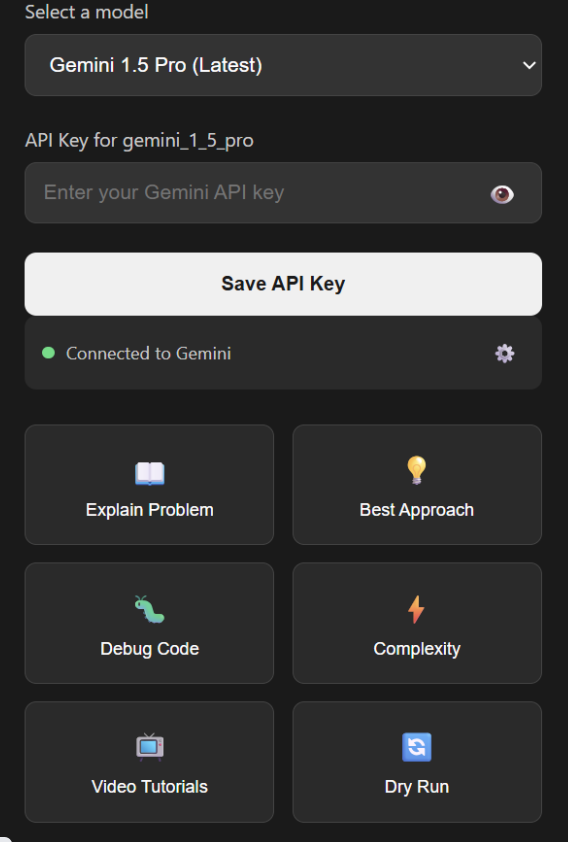 Select a model
Gemini 1.5 Pro (Latest)
API Key for gemini_1_5_pro
Enter your Gemini API key
Save API Key
Connected to Gemini
Explain Problem
Best Approach
Debug Code
Complexity
Video Tutorials
Dry Run